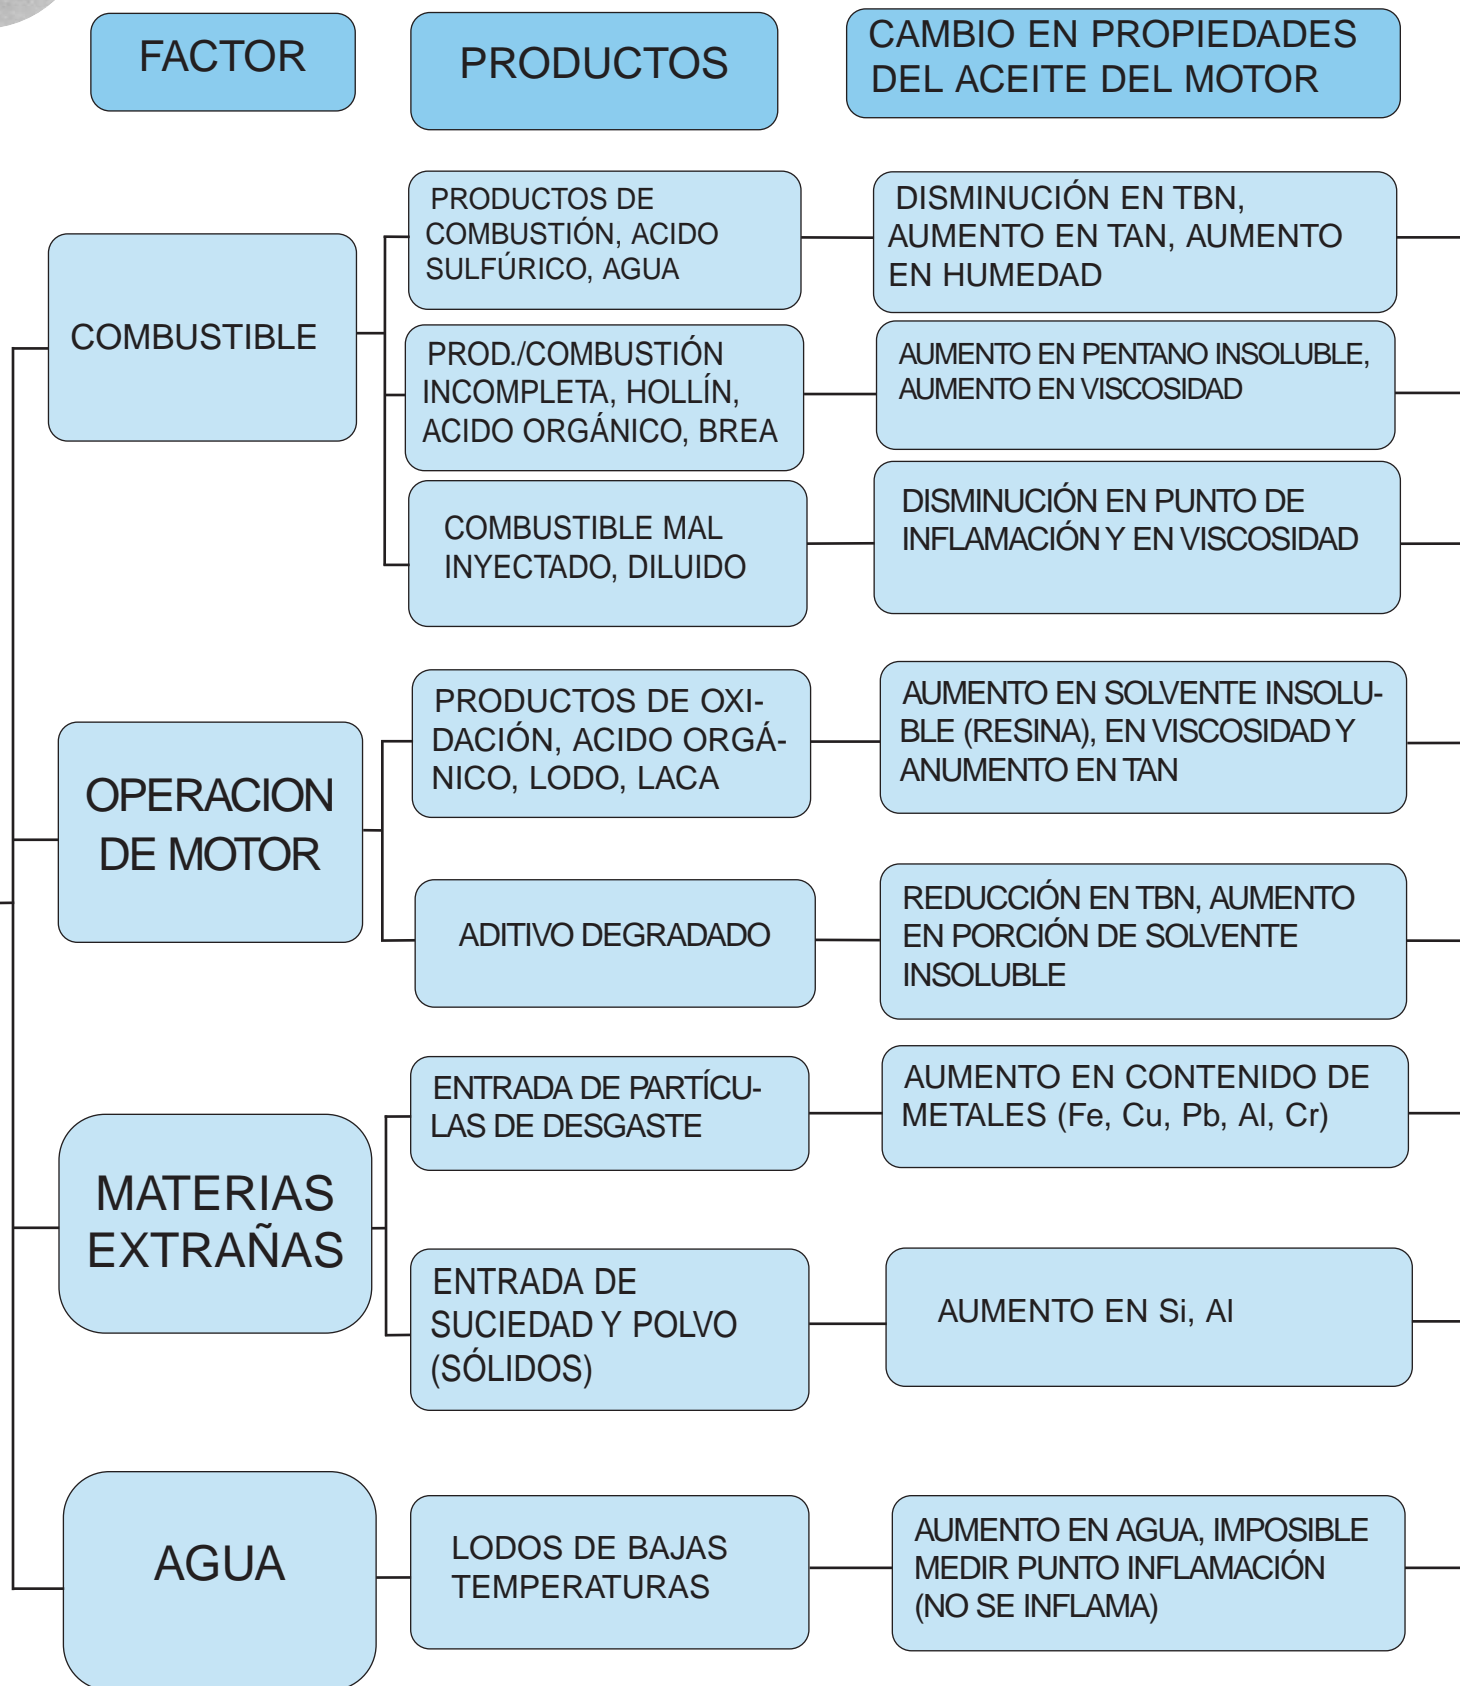 FACTOR
PRODUCTOS
CAMBIO EN PROPIEDADES
DEL ACEITE DEL MOTOR
COMBUSTIBLE
PRODUCTOS DE
COMBUSTIÓN, ACIDO
SULFÚRICO, AGUA
DISMINUCIÓN EN TBN,
AUMENTO EN TAN, AUMENTO
EN HUMEDAD
PROD./COMBUSTIÓN
INCOMPLETA, HOLLÍN,
ACIDO ORGÁNICO, BREA
AUMENTO EN PENTANO INSOLUBLE,
AUMENTO EN VISCOSIDAD
COMBUSTIBLE MAL
INYECTADO, DILUIDO
DISMINUCIÓN EN PUNTO DE
INFLAMACIÓN Y EN VISCOSIDAD
OPERACION
DE MOTOR
PRODUCTOS DE OXI-
DACIÓN, ACIDO ORGÁ-
NICO, LODO, LACA
AUMENTO EN SOLVENTE INSOLU-
BLE (RESINA), EN VISCOSIDAD Y
ANUMENTO EN TAN
ADITIVO DEGRADADO
REDUCCIÓN EN TBN, AUMENTO
EN PORCIÓN DE SOLVENTE
INSOLUBLE
MATERIAS
EXTRAÑAS
ENTRADA DE PARTÍCU-
LAS DE DESGASTE
AUMENTO EN CONTENIDO DE
METALES (Fe, Cu, Pb, Al, Cr)
ENTRADA DE
SUCIEDAD Y POLVO
(SÓLIDOS)
AUMENTO EN Si, Al
AGUA
LODOS DE BAJAS
TEMPERATURAS
AUMENTO EN AGUA, IMPOSIBLE
MEDIR PUNTO INFLAMACIÓN
(NO SE INFLAMA)